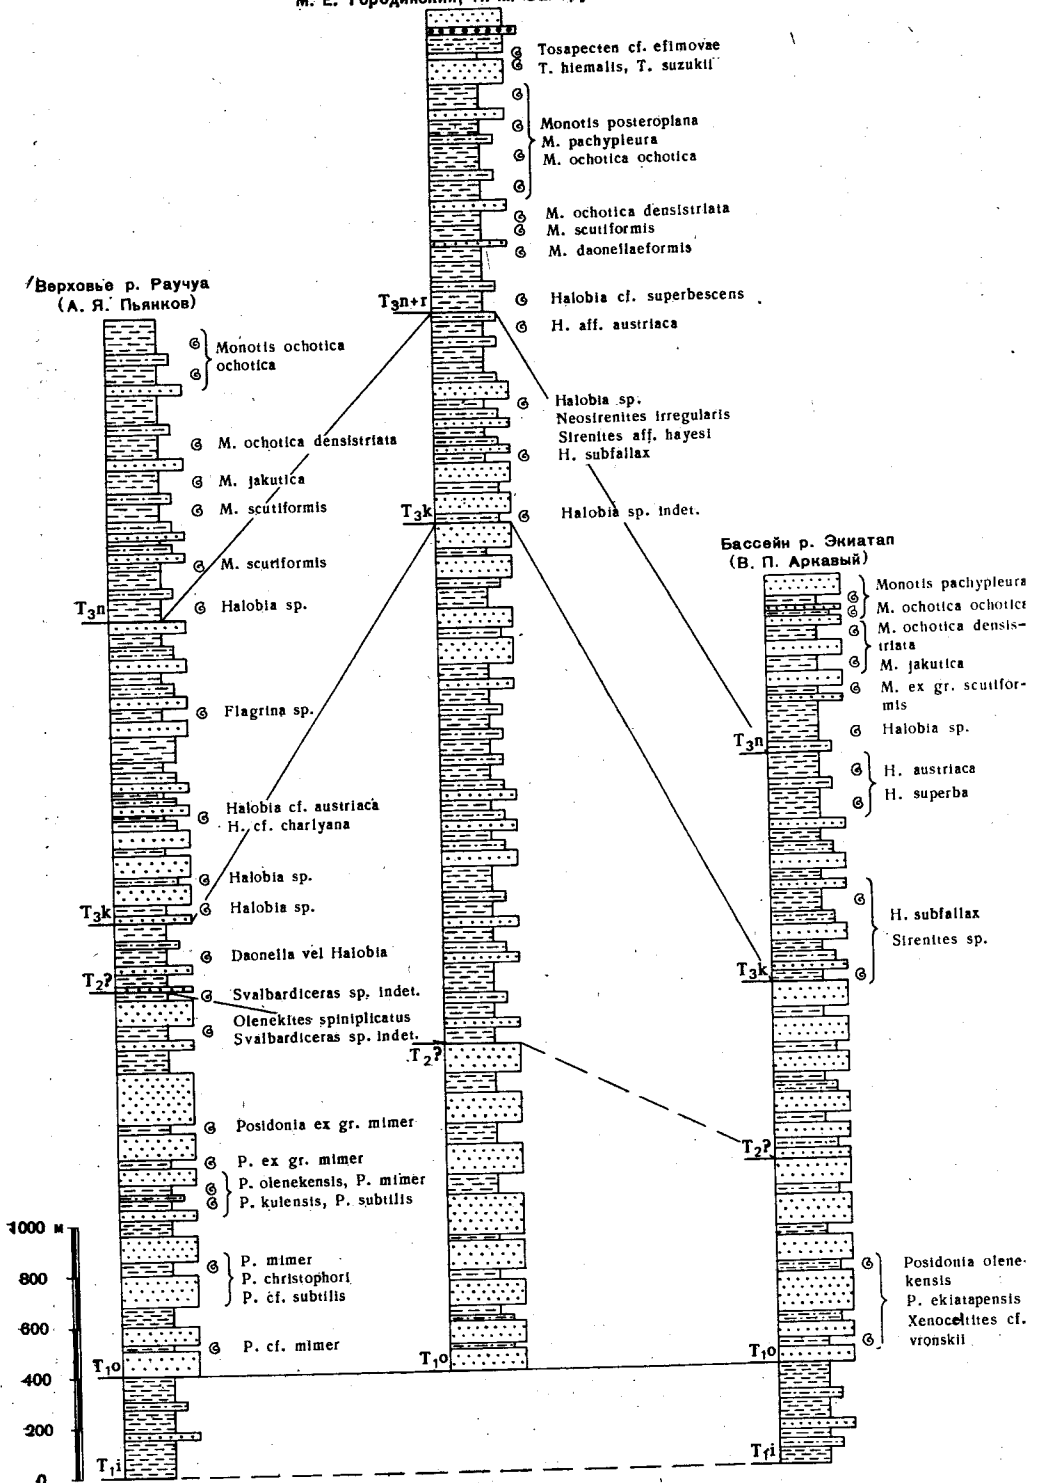 М. Е. Городинский,
Tosapecten cf. efimovae
T. hiemalis, T. suzukii
Monotis posteroplana
M. pachypleura
M. ochotica ochotica
M. ochotica densistriata
M. scutiformis
M. daonellaeformis
T₃n+r
Halobia cf. superbescens
H. aff. austriaca
Halobia sp.
Neosirenites irregularis
Sirenites aff. hayesi
H. subfallax
T₃k
Halobia sp. indet.
T₂?
T₁o
Верховье р. Раучуа
(А. Я. Пьянков)
Monotis ochotica
ochotica
M. ochotica densistriata
M. jakutica
M. scutiformis
M. scutiformis
T₃n
Halobia sp.
Flagrina sp.
Halobia cf. austriaca
H. cf. charlyana
Halobia sp.
T₃k
Halobia sp.
Daonella vel Halobia
T₂?
Svalbardiceras sp. indet.
Olenekites spiniplicatus
Svalbardiceras sp. indet.
Posidonia ex gr. mimer
P. ex gr. mimer
P. olenekensis, P. mimer
P. kulensis, P. subtilis
P. mimer
P. christophori
P. cf. subtilis
P. cf. mimer
T₁o
T₁i
1000 м
800
600
400
200
0
Бассейн р. Экиатап
(В. П. Аркавый)
Monotis pachypleura
M. ochotica ochotica
M. ochotica densis-
triata
M. jakutica
M. ex gr. scutifor-
mis
Halobia sp.
T₃n
H. austriaca
H. superba
H. subfallax
Sirenites sp.
T₃k
T₂?
Posidonia olene-
kensis
P. ekiatapensis
Xenoceltites cf.
vronskii
T₁o
T₁i